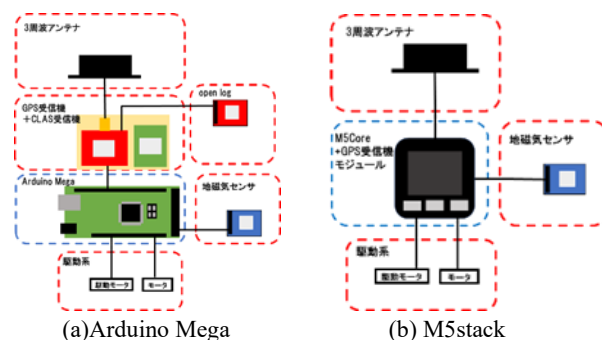 3周波アンテナ
GPS受信機
+CLAS受信機
open log
Arduino Mega
地磁気センサ
駆動系
駆動モータ
モータ
(a)Arduino Mega
3周波アンテナ
M5Core
+GPS受信機
モジュール
地磁気センサ
駆動系
駆動モータ
モータ
(b) M5stack